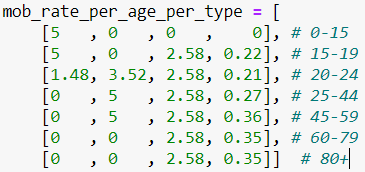 mob_rate_per_age_per_type = [
[5   , 0   , 0   ,    0], # 0-15
[5   , 0   , 2.58, 0.22], # 15-19
[1.48, 3.52, 2.58, 0.21], # 20-24
[0   , 5   , 2.58, 0.27], # 25-44
[0   , 5   , 2.58, 0.36], # 45-59
[0   , 0   , 2.58, 0.35], # 60-79
[0   , 0   , 2.58, 0.35]]  # 80+